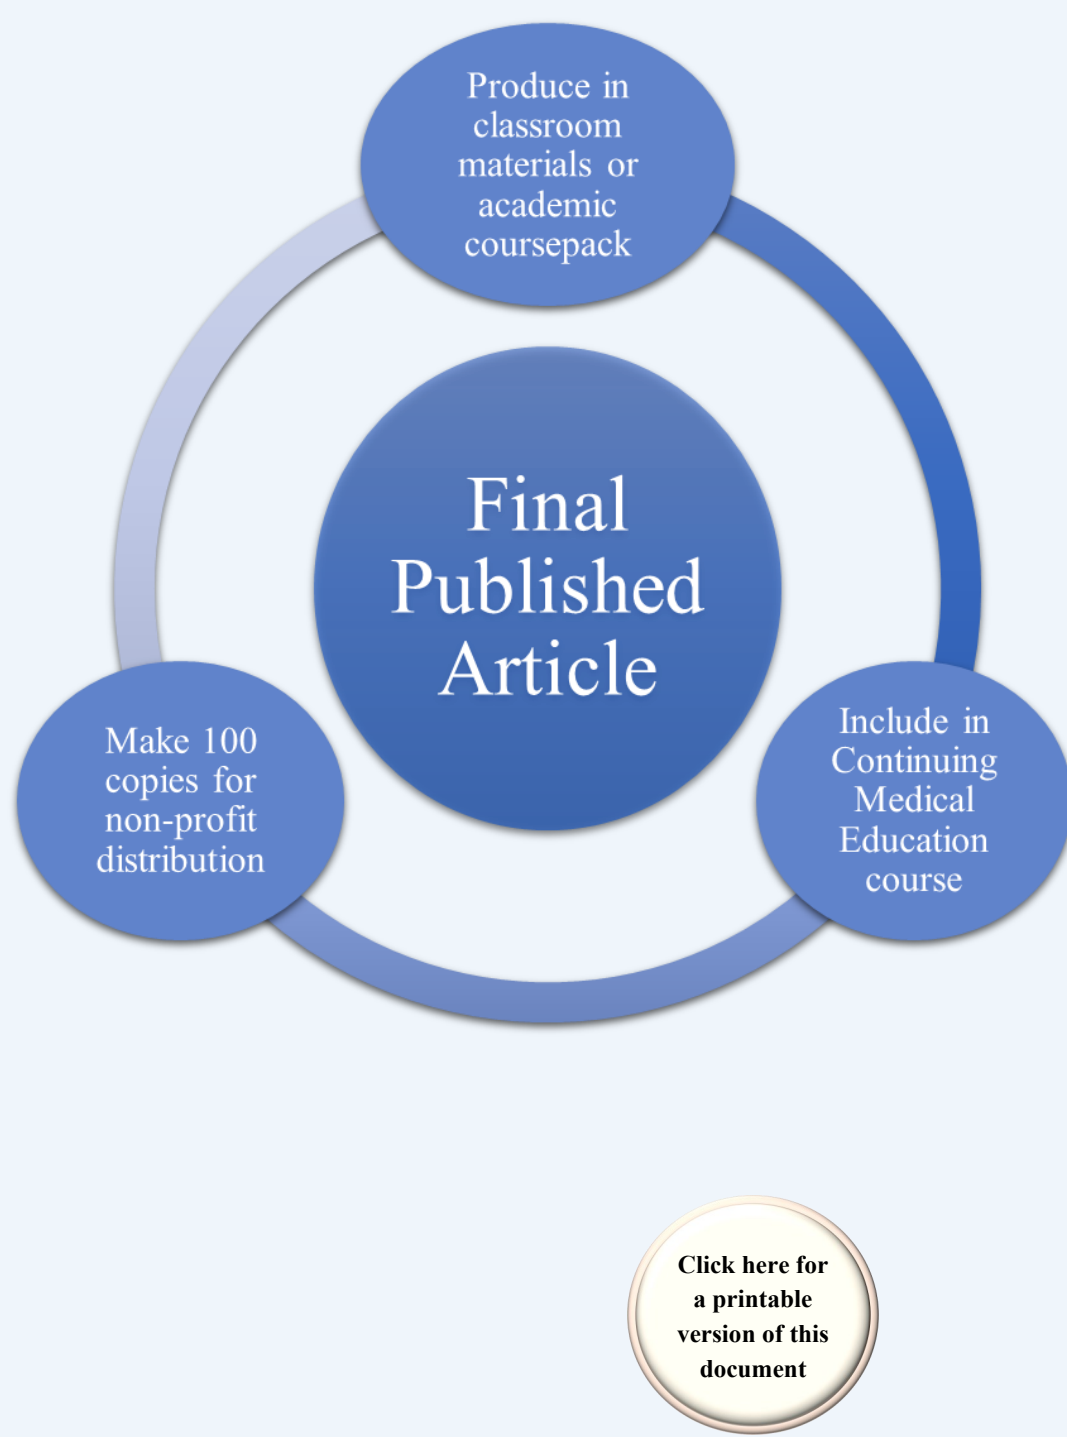 Produce in
classroom
materials or
academic
coursepack
Final
Published
Article
Make 100
copies for
non-profit
distribution
Include in
Continuing
Medical
Education
course
Click here for
a printable
version of this
document